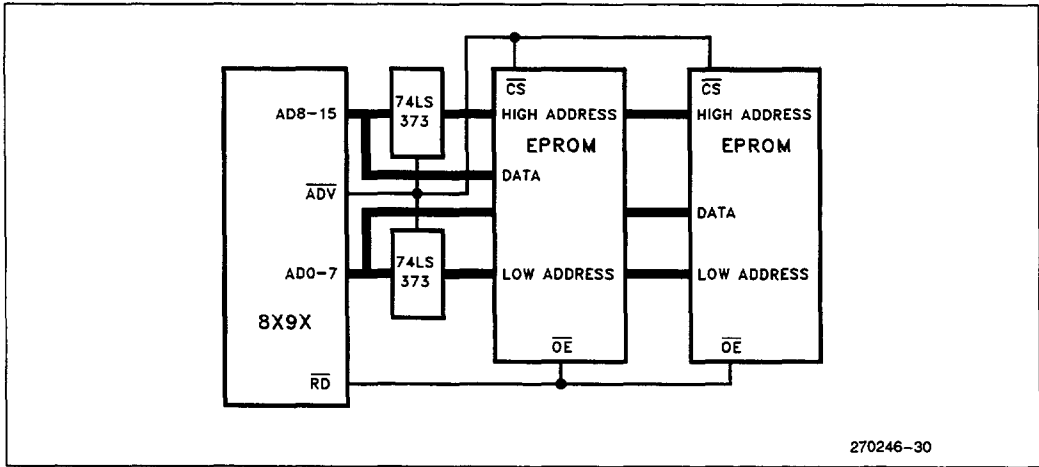 8X9X
AD8-15
ADV
AD0-7
RD
74LS
373
74LS
373
CS
HIGH ADDRESS
EPROM
DATA
LOW ADDRESS
OE
CS
HIGH ADDRESS
EPROM
DATA
LOW ADDRESS
OE
270246-30